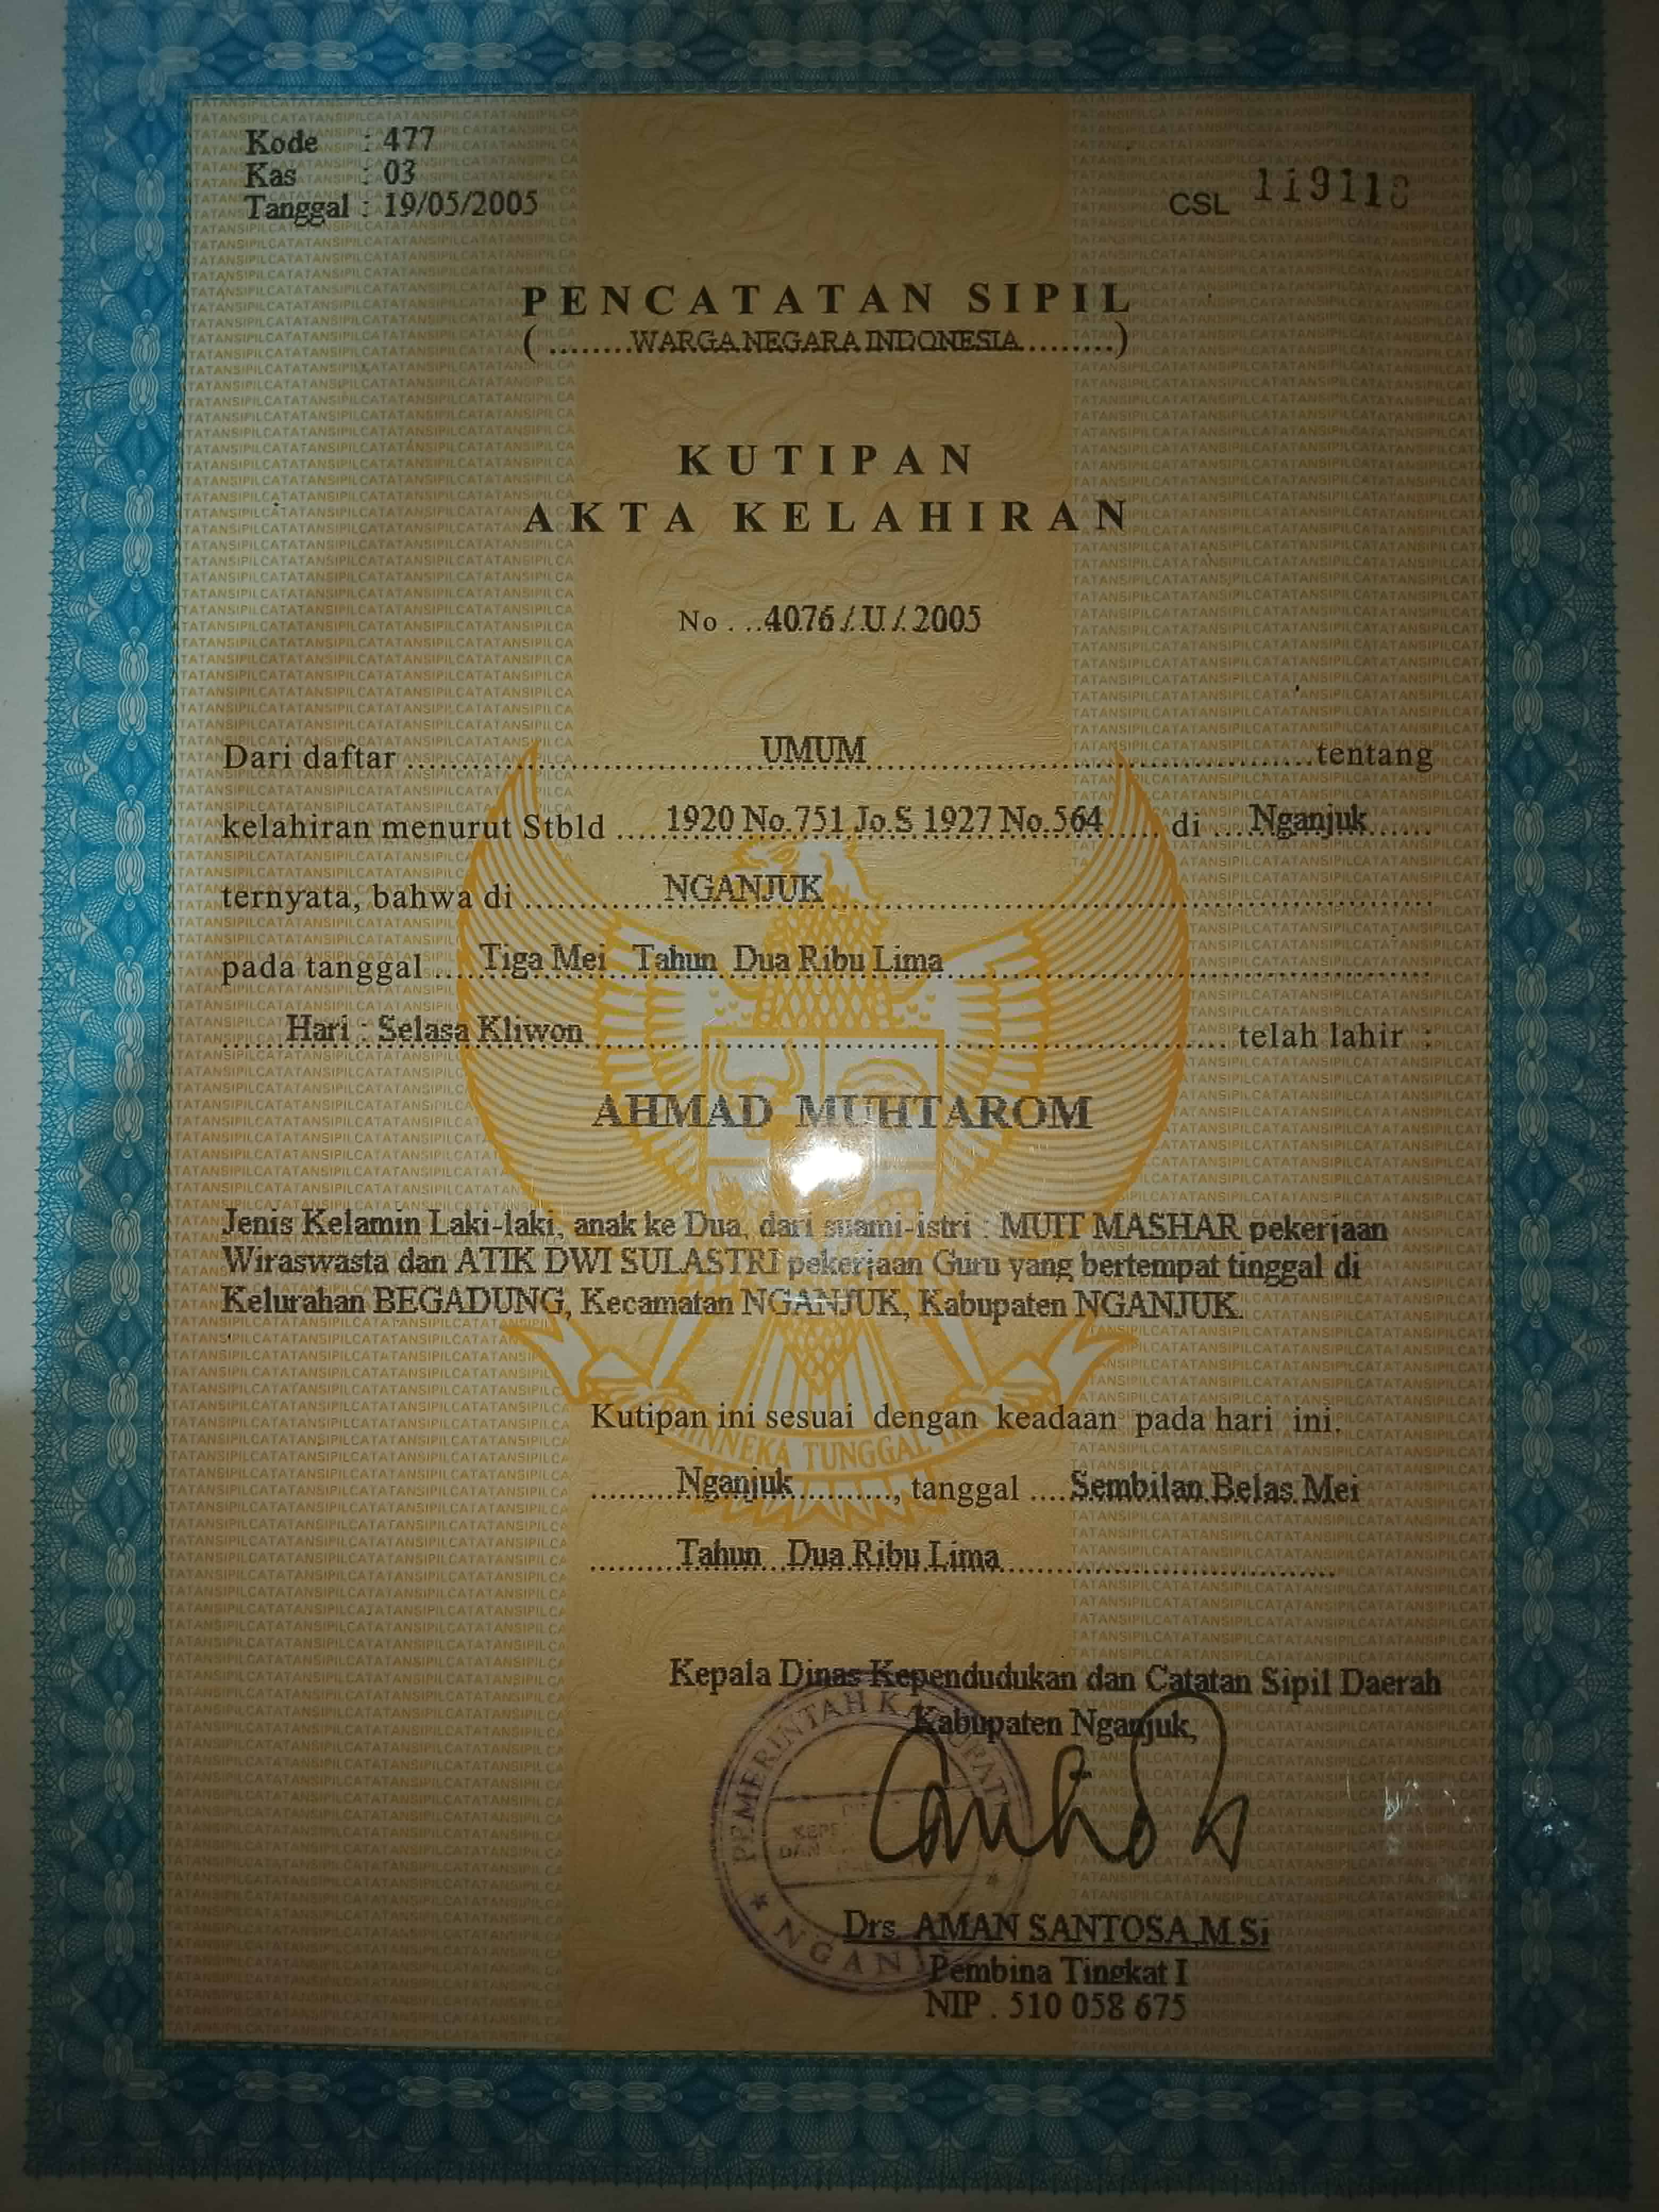 Kode : 477
Kas : 03
Tanggal : 19/05/2005
CSL
PENCATATAN SIPIL
( ........WARGA NEGARA INDONESIA........)
KUTIPAN
AKTA KELAHIRAN
No . ..4076 / U / 2005
Dari daftar ........ UMUM ........ tentang
kelahiran menurut Stbld .... 1920 No.751 Jo.S 1927 No.564 ..... di .... Nganjuk ......
ternyata, bahwa di ........ NGANJUK ........
pada tanggal .... Tiga Mei Tahun Dua Ribu Lima ........
.... Hari : Selasa Kliwon ........ telah lahir :
AHMAD MUHTAROM
Jenis Kelamin Laki-laki, anak ke Dua, dari suami-istri : MUIT MASHAR pekerjaan
Wiraswasta dan ATIK DWI SULASTRI pekerjaan Guru yang bertempat tinggal di
Kelurahan BEGADUNG, Kecamatan NGANJUK, Kabupaten NGANJUK.
Kutipan ini sesuai dengan keadaan pada hari ini.
........ Nganjuk ........, tanggal .... Sembilan Belas Mei
........ Tahun Dua Ribu Lima ........
Kepala Dinas Kependudukan dan Catatan Sipil Daerah
Kabupaten Nganjuk,
PEMERINTAH
Drs. AMAN SANTOSA,M.Si
Pembina Tingkat I
NIP . 510 058 675